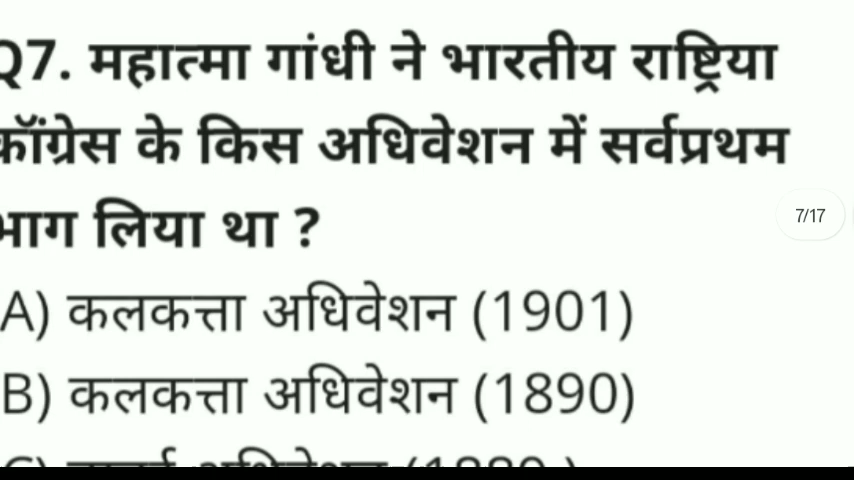 Q7. महात्मा गांधी ने भारतीय राष्ट्रिया
कॉंग्रेस के किस अधिवेशन में सर्वप्रथम
भाग लिया था ?
7/17
A) कलकत्ता अधिवेशन (1901)
B) कलकत्ता अधिवेशन (1890)